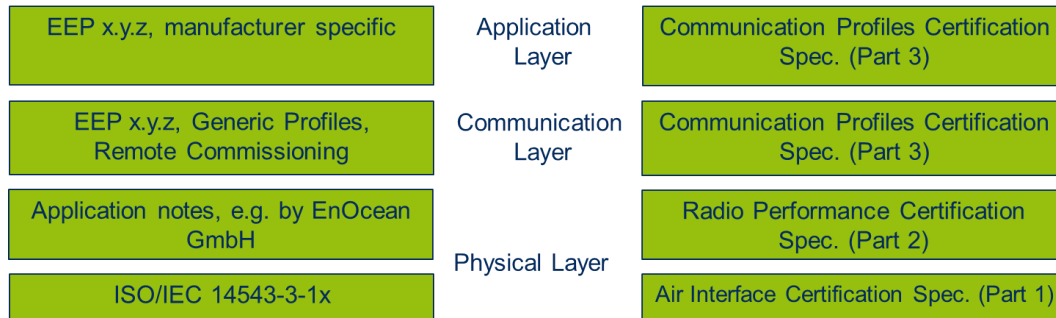 EEP x.y.z, manufacturer specific
Application
Layer
Communication Profiles Certification
Spec. (Part 3)
EEP x.y.z, Generic Profiles,
Remote Commissioning
Communication
Layer
Communication Profiles Certification
Spec. (Part 3)
Application notes, e.g. by EnOcean
GmbH
Physical Layer
Radio Performance Certification
Spec. (Part 2)
ISO/IEC 14543-3-1x
Air Interface Certification Spec. (Part 1)